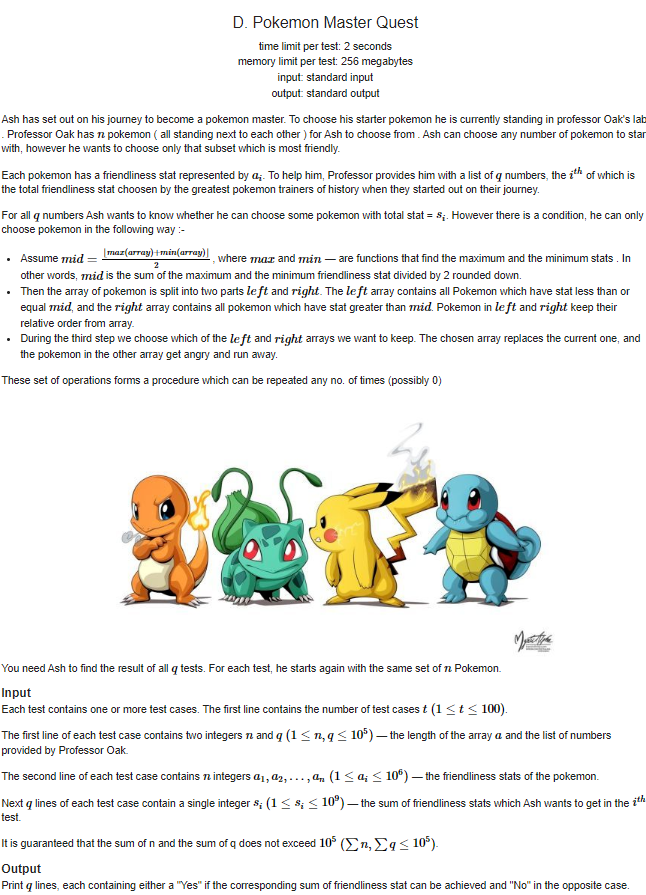 D. Pokemon Master Quest
time limit per test: 2 seconds
memory limit per test: 256 megabytes
input: standard input
output: standard output
Ash has set out on his journey to become a pokemon master. To choose his starter pokemon he is currently standing in professor Oak's lab
. Professor Oak has n pokemon ( all standing next to each other ) for Ash to choose from . Ash can choose any number of pokemon to star
with, however he wants to choose only that subset which is most friendly.
Each pokemon has a friendliness stat represented by a_i. To help him, Professor provides him with a list of q numbers, the i^th of which is
the total friendliness stat choosen by the greatest pokemon trainers of history when they started out on their journey.
For all q numbers Ash wants to know whether he can choose some pokemon with total stat = s_i. However there is a condition, he can only
choose pokemon in the following way :-
• Assume mid = ⌊max(array)+min(array)⌋/2 , where max and min — are functions that find the maximum and the minimum stats . In
other words, mid is the sum of the maximum and the minimum friendliness stat divided by 2 rounded down.
• Then the array of pokemon is split into two parts left and right. The left array contains all Pokemon which have stat less than or
equal mid, and the right array contains all pokemon which have stat greater than mid. Pokemon in left and right keep their
relative order from array.
• During the third step we choose which of the left and right arrays we want to keep. The chosen array replaces the current one, and
the pokemon in the other array get angry and run away.
These set of operations forms a procedure which can be repeated any no. of times (possibly 0)
You need Ash to find the result of all q tests. For each test, he starts again with the same set of n Pokemon.
Input
Each test contains one or more test cases. The first line contains the number of test cases t (1 ≤ t ≤ 100).
The first line of each test case contains two integers n and q (1 ≤ n, q ≤ 10^5) — the length of the array a and the list of numbers
provided by Professor Oak.
The second line of each test case contains n integers a_1, a_2, . . . , a_n (1 ≤ a_i ≤ 10^6) — the friendliness stats of the pokemon.
Next q lines of each test case contain a single integer s_i (1 ≤ s_i ≤ 10^9) — the sum of friendliness stats which Ash wants to get in the i^th
test.
It is guaranteed that the sum of n and the sum of q does not exceed 10^5 (∑ n, ∑ q ≤ 10^5).
Output
Print q lines, each containing either a "Yes" if the corresponding sum of friendliness stat can be achieved and "No" in the opposite case.